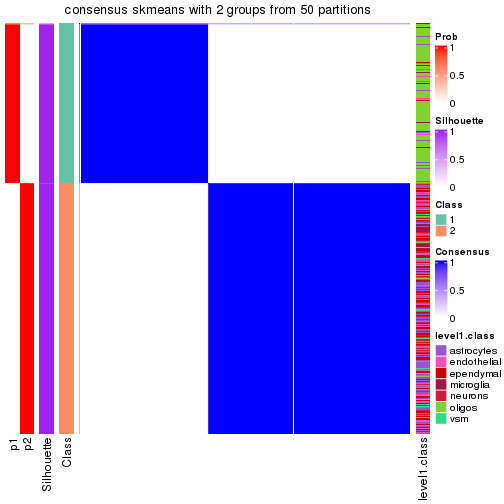 consensus skmeans with 2 groups from 50 partitions
Prob
1
0.5
0
Silhouette
1
0.5
0
Class
1
2
Consensus
1
0.5
0
level1.class
astrocytes
endothelial
ependymal
microglia
neurons
oligos
vsm
p1
p2
Silhouette
Class
level1.class